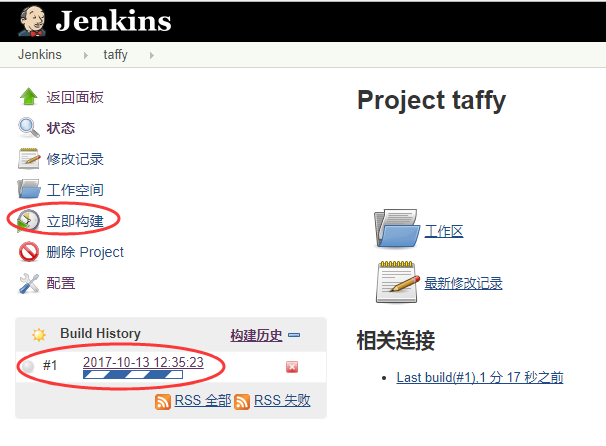 Jenkins
Jenkins taffy
返回面板
状态
修改记录
工作空间
立即构建
删除 Project
配置
Build History 构建历史
#1 2017-10-13 12:35:23
RSS 全部 RSS 失败
Project taffy
工作区
最新修改记录
相关连接
Last build(#1),1 分 17 秒之前